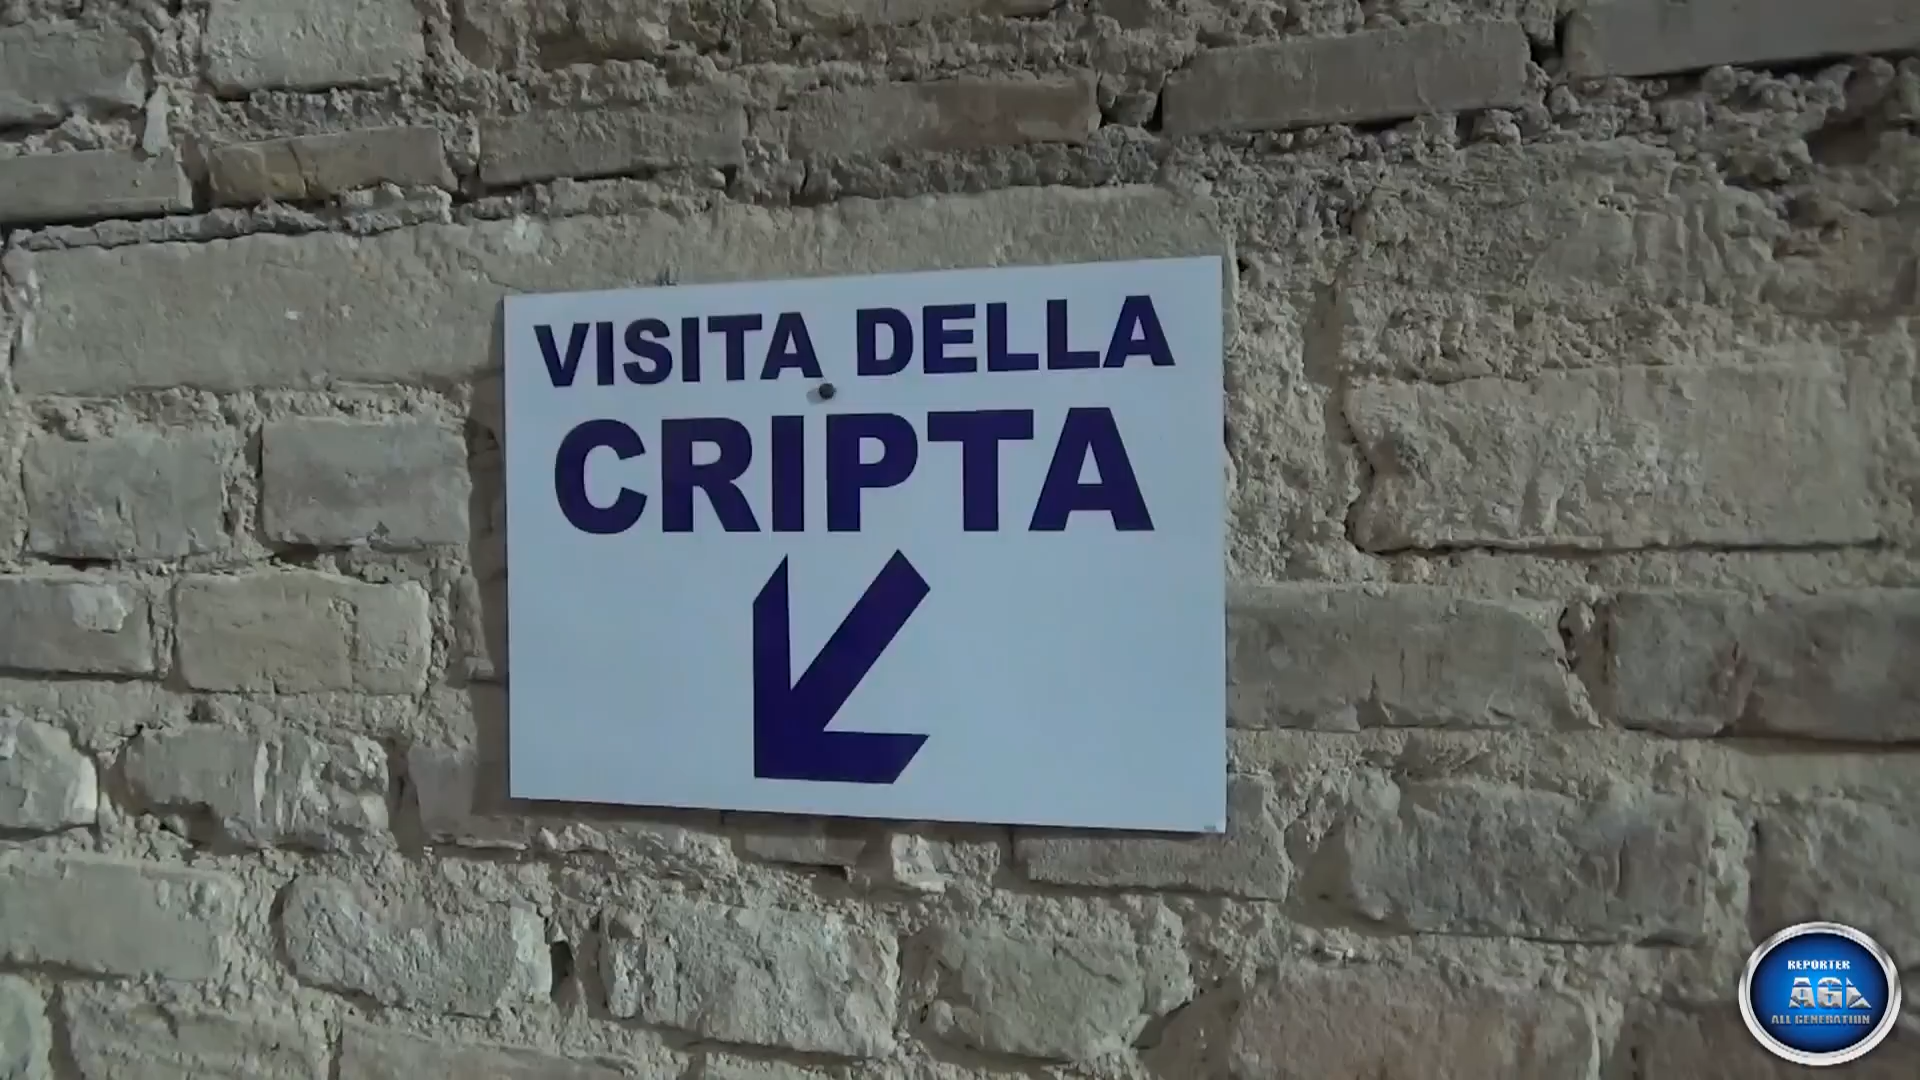 VISITA DELLA
CRIPTA
REPORTER
AG
ALL GENERATION